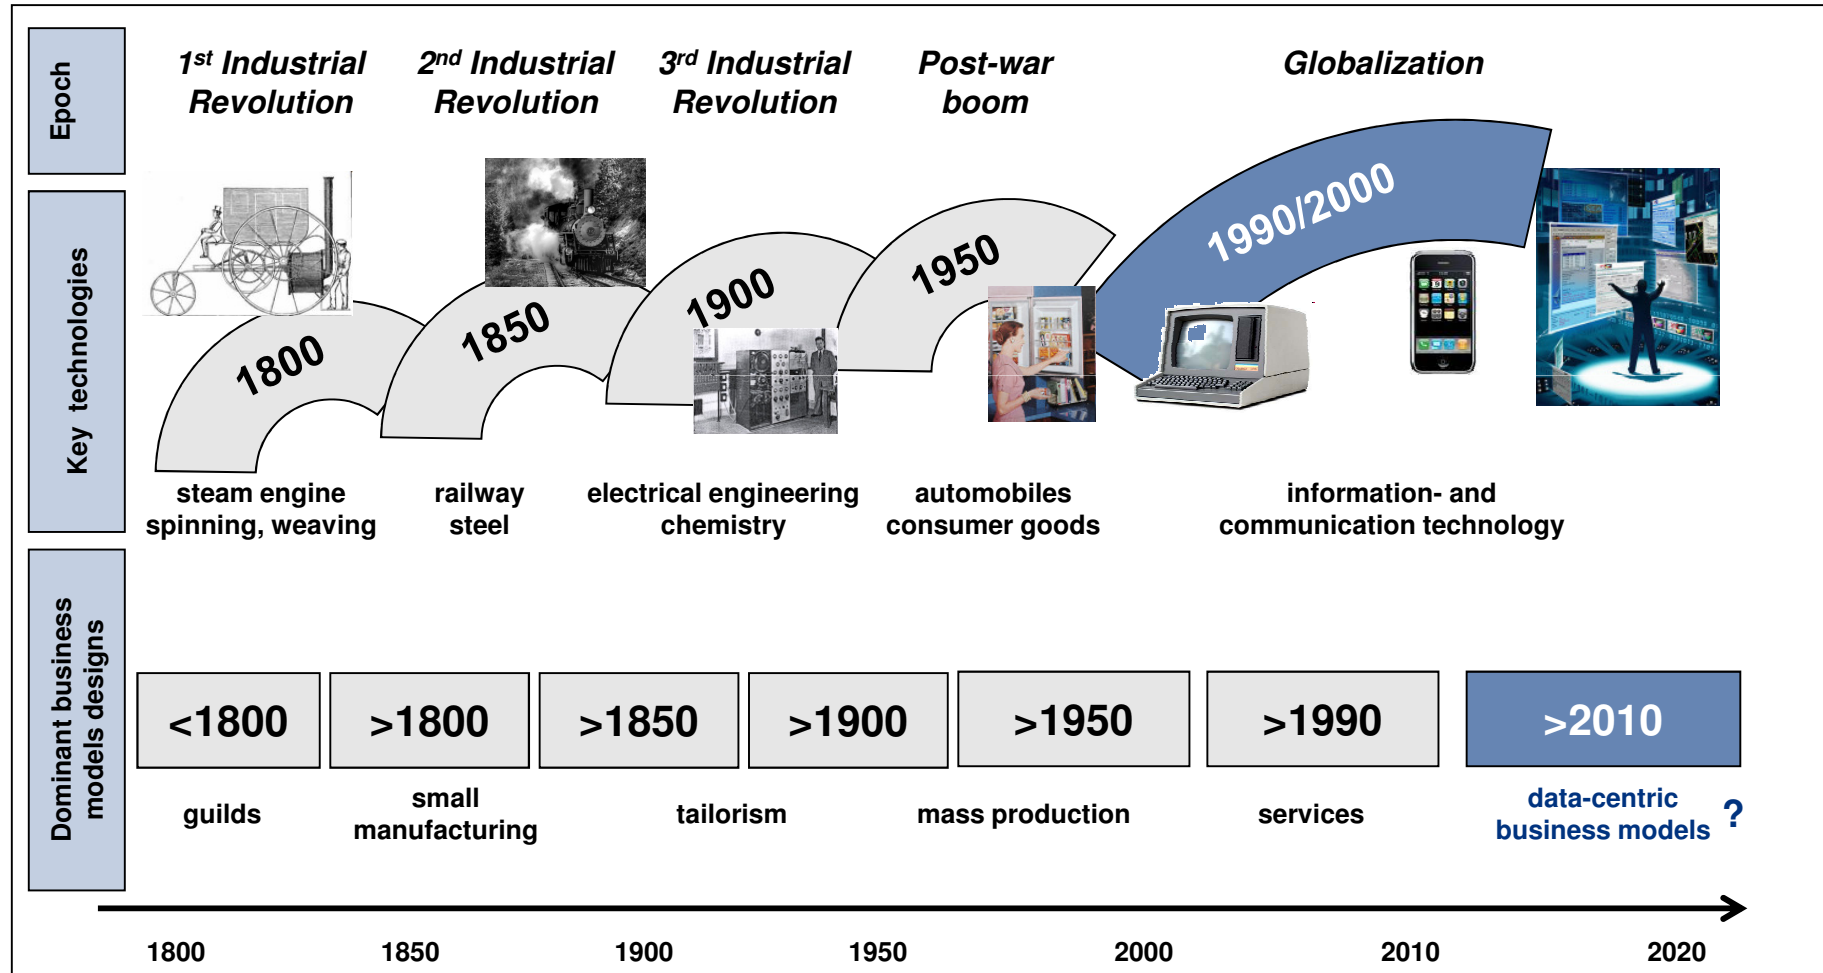 Epoch
1st Industrial
Revolution
2nd Industrial
Revolution
3rd Industrial
Revolution
Post-war
boom
Globalization
Key technologies
1800
1850
1900
1950
1990/2000
steam engine
spinning, weaving
railway
steel
electrical engineering
chemistry
automobiles
consumer goods
information- and
communication technology
Dominant business
models designs
<1800
>1800
>1850
>1900
>1950
>1990
>2010
guilds
small
manufacturing
tailorism
mass production
services
data-centric
business models ?
1800
1850
1900
1950
2000
2010
2020